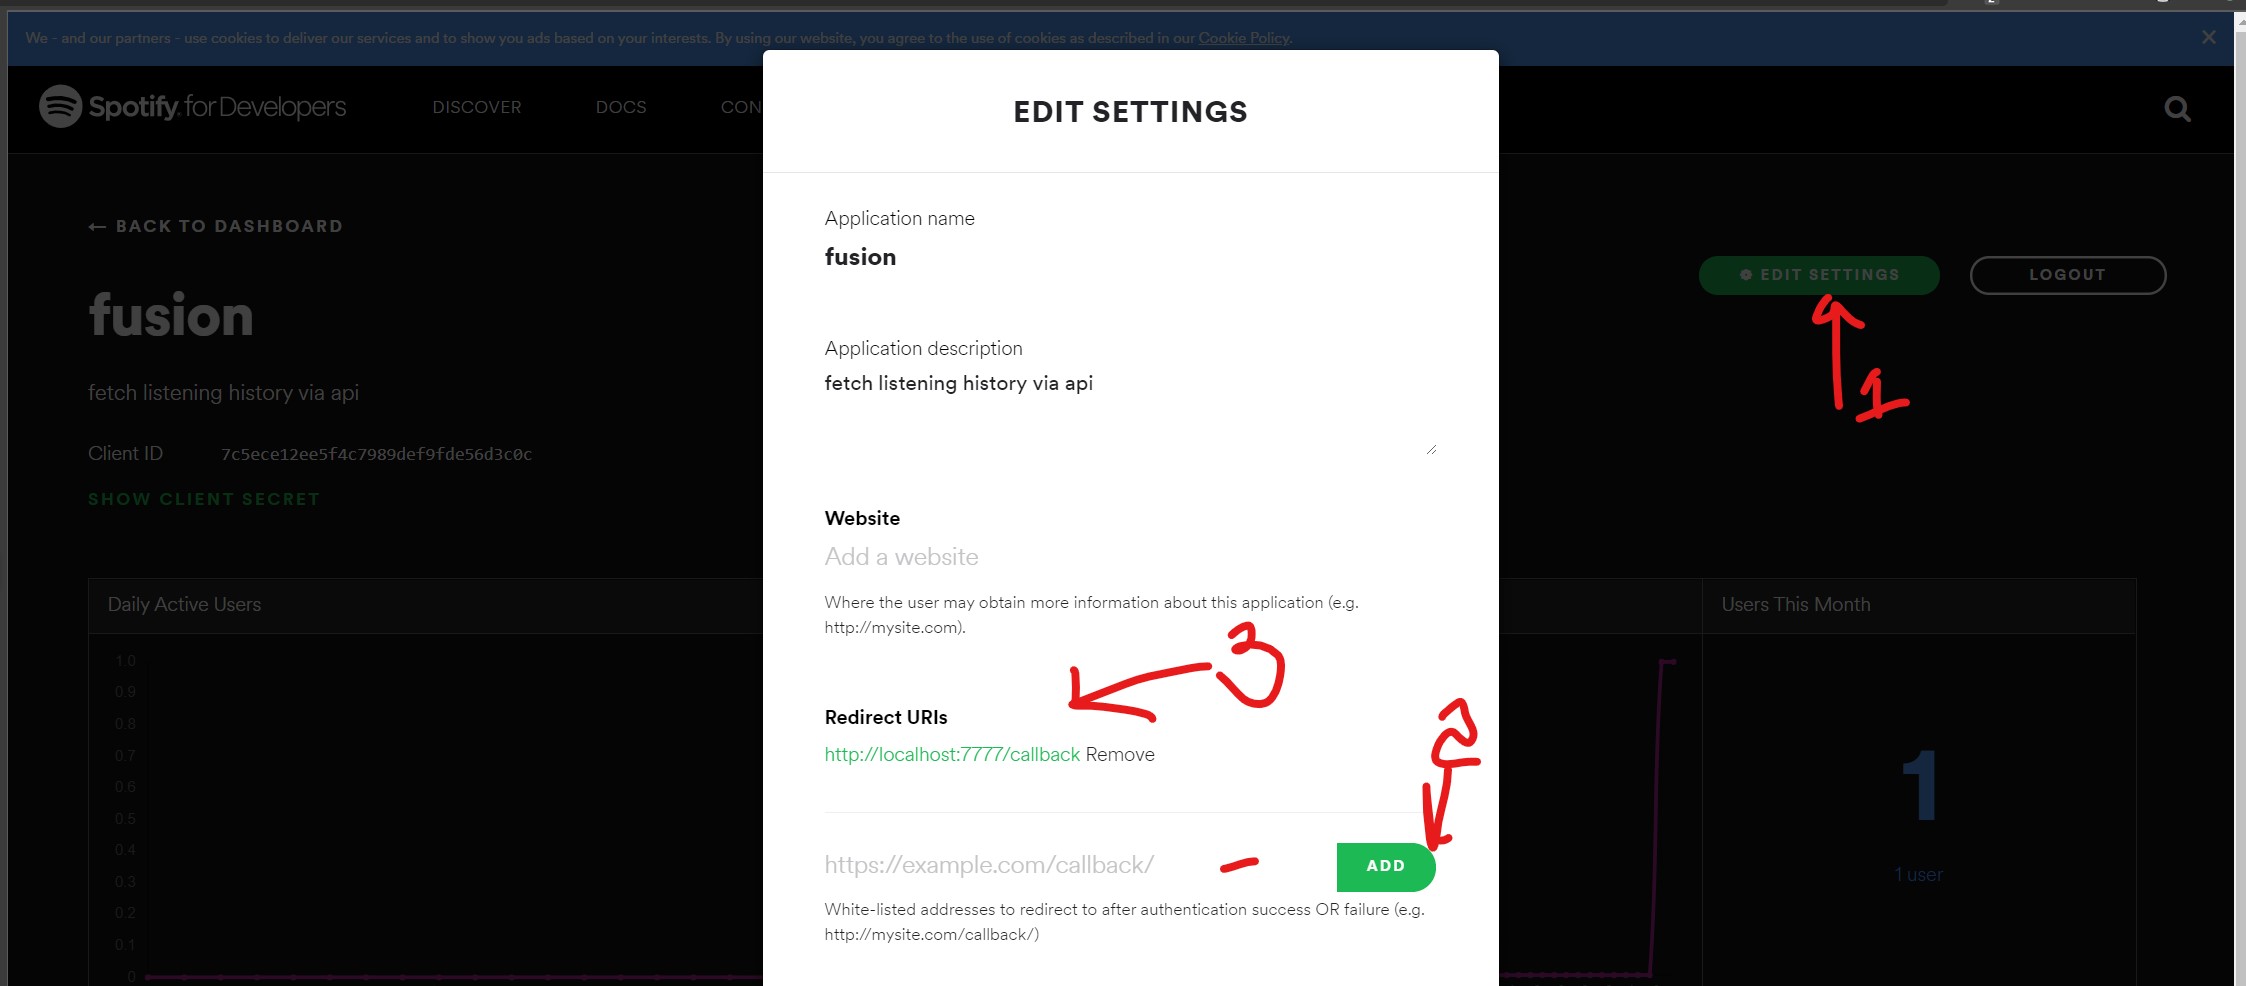 We - and our partners - use cookies to deliver our services and to show you ads based on your interests. By using our website, you agree to the use of cookies as described in our Cookie Policy.
Spotify for Developers
DISCOVER
DOCS
CON
EDIT SETTINGS
← BACK TO DASHBOARD
fusion
fetch listening history via api
Client ID 7c5ece12ee5f4c7989def9fde56d3c0c
SHOW CLIENT SECRET
Application name
fusion
Application description
fetch listening history via api
EDIT SETTINGS
LOGOUT
1
Website
Add a website
Where the user may obtain more information about this application (e.g.
http://mysite.com).
3
Redirect URIs
http://localhost:7777/callback Remove
2
https://example.com/callback/
ADD
White-listed addresses to redirect to after authentication success OR failure (e.g.
http://mysite.com/callback/)
Daily Active Users
1.0
0.9
0.8
0.7
0.6
0.5
0.4
0.3
0.2
0.1
0
Users This Month
1
1 user